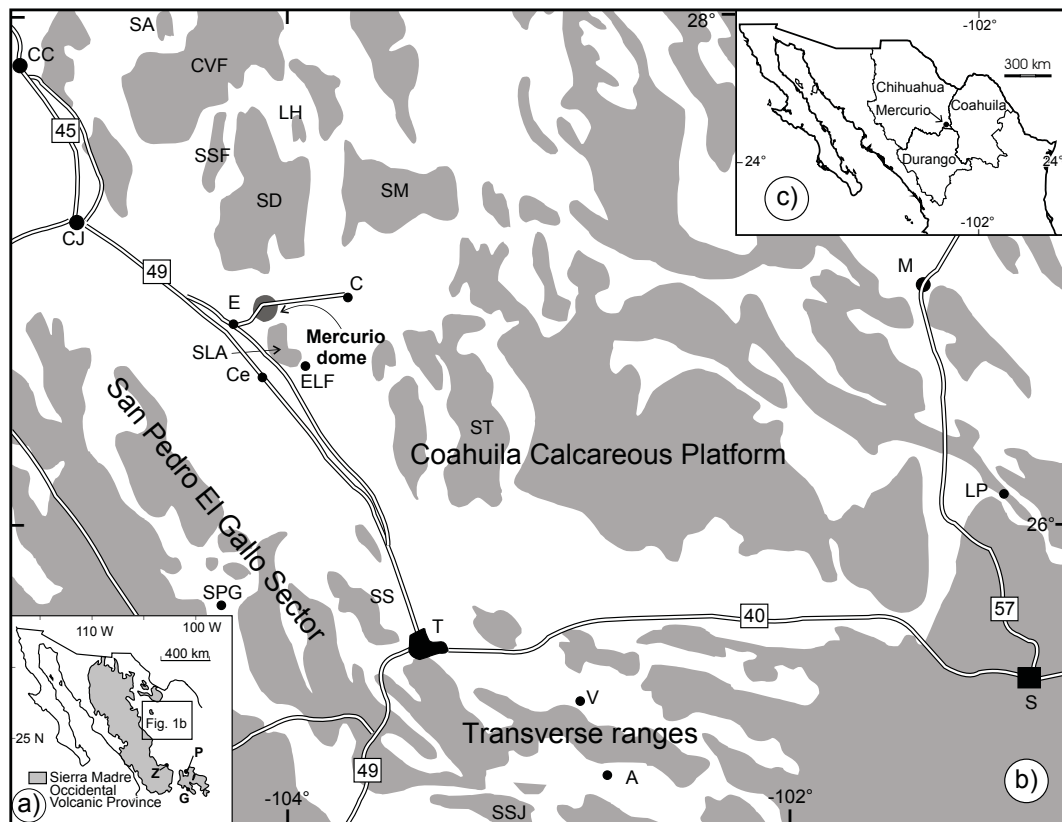 SA
28°
CC
CVF
LH
45
SSF
SD
SM
CJ
49
E
C
Mercurio
dome
SLA
ELF
Ce
M
San Pedro El Gallo Sector
ST
Coahuila Calcareous Platform
LP
26°
SPG
SS
T
40
57
S
V
Transverse ranges
A
49
-104°
SSJ
-102°
b)
-102°
c)
300 km
Chihuahua
Mercurio
Coahuila
Durango
24°
24°
-102°
110 W
100 W
400 km
Fig. 1b
25 N
P
Z
G
Sierra Madre
Occidental
Volcanic Province
a)